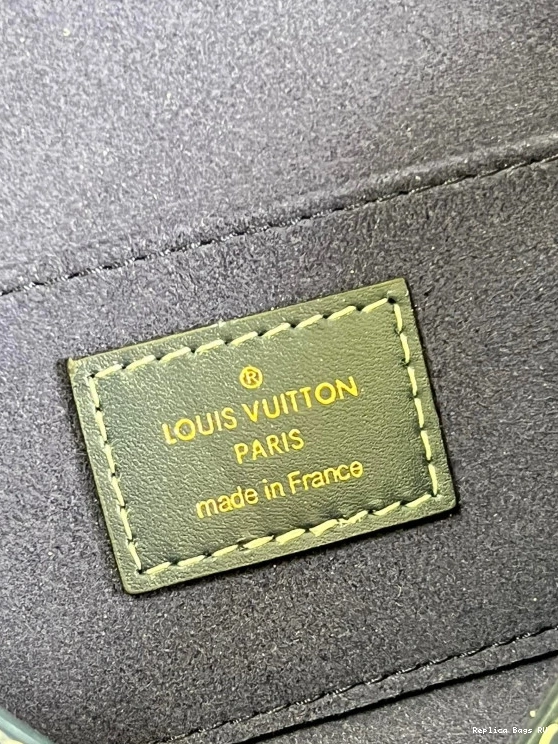 ®
LOUIS VUITTON
PARIS
made in France
Replica Bags RU